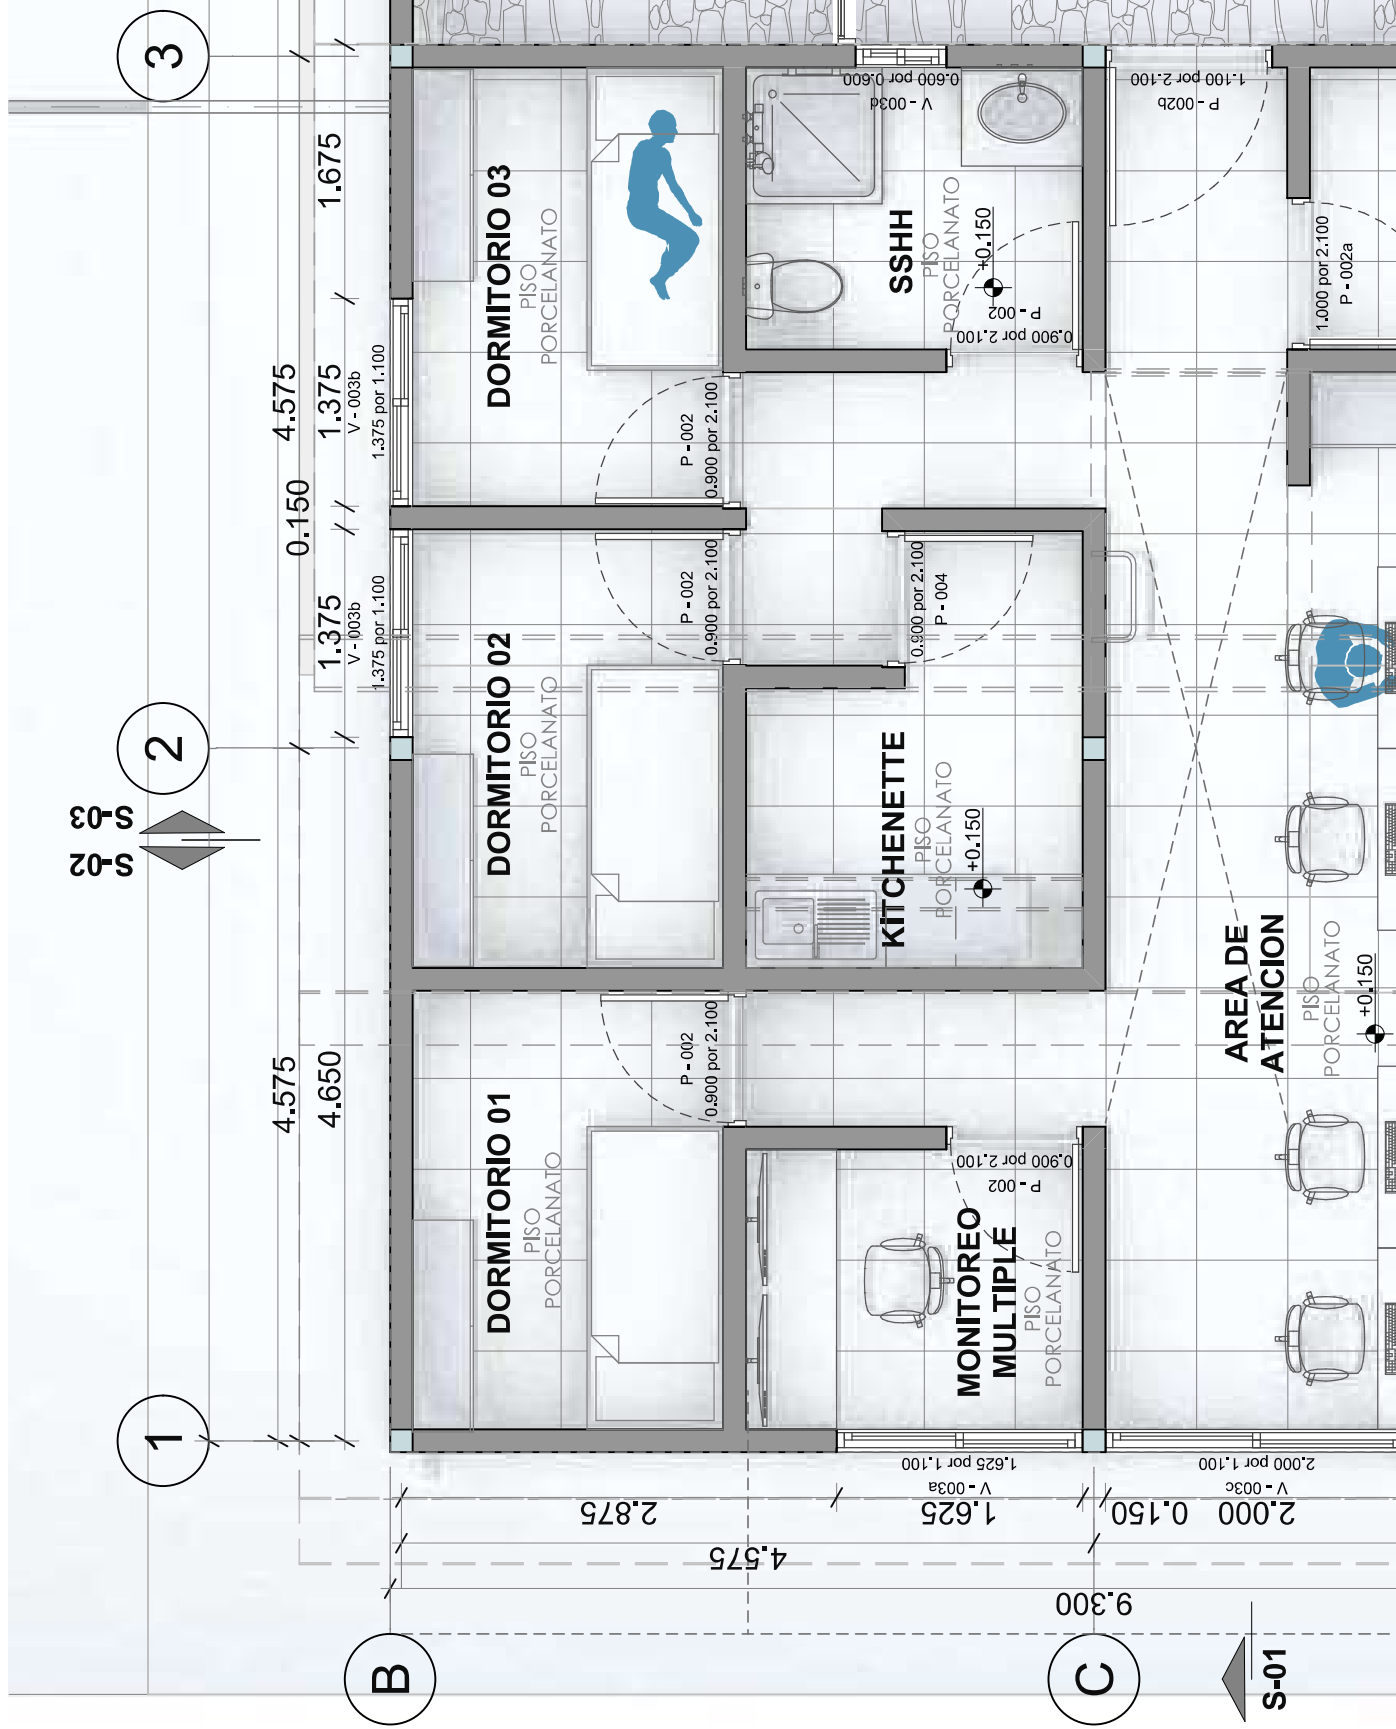 3
2
1
B
C
S-03
S-02
S-01
1.675
4.575
1.375
V - 003b
1.375 por 1.100
0.150
1.375
V - 003b
1.375 por 1.100
4.575
4.650
DORMITORIO 03
PISO
PORCELANATO
P - 002
0.900 por 2.100
DORMITORIO 02
PISO
PORCELANATO
P - 002
0.900 por 2.100
DORMITORIO 01
PISO
PORCELANATO
P - 002
0.900 por 2.100
V - 003d
0.600 por 0.600
SSHH
PISO
PORCELANATO
+0.150
P - 002
0.900 por 2.100
P - 002b
1.100 por 2.100
1.000 por 2.100
P - 002a
0.900 por 2.100
P - 004
KITCHENETTE
PISO
PORCELANATO
+0.150
AREA DE
ATENCION
PISO
PORCELANATO
+0.150
P - 002
0.900 por 2.100
MONITOREO
MULTIPLE
PISO
PORCELANATO
V - 003a
1.625 por 1.100
V - 003c
2.000 por 1.100
2.875
1.625
0.150
2.000
4.575
9.300